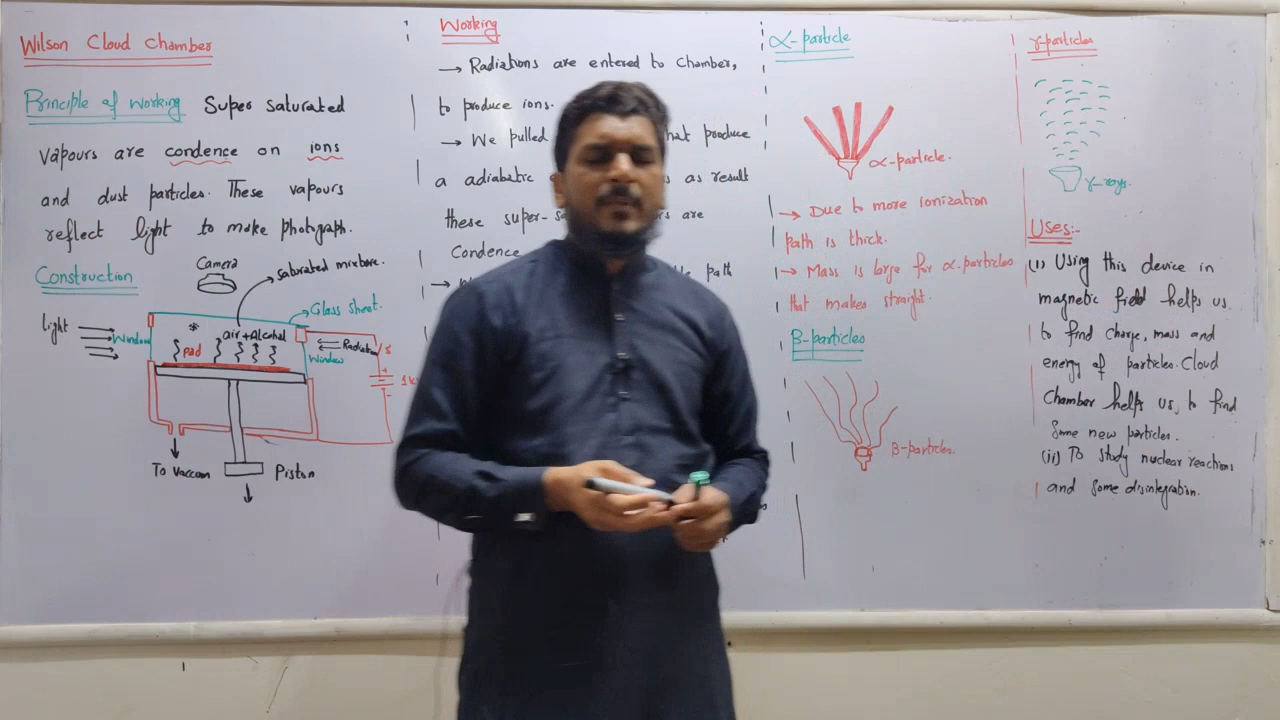 Wilson Cloud Chamber
Principle of Working Super saturated
vapours are condence on ions
and dust particles. These vapours
reflect light to make photograph.
Construction
Camera
saturated mixture.
Glass sheet.
light
Window
air + Alcohol
pad
Radiation
Window
S
+
-
To Vaccum
Piston
Working
→ Radiations are entered to Chamber,
to produce ions.
→ We pulled produce
a adiabatic as result
these super- are
Condence
→ path
α-particle
α-particle.
→ Due to more ionization
path is thick.
→ Mass is large for α-particles
that makes straight.
β-particles
β-particles.
γ-particles
γ-rays.
Uses:-
(i) Using this device in
magnetic field helps us
to find charge, mass and
energy of particles. Cloud
Chamber helps us, to find
Some new particles.
(ii) To study nuclear reactions
and Some disintegration.